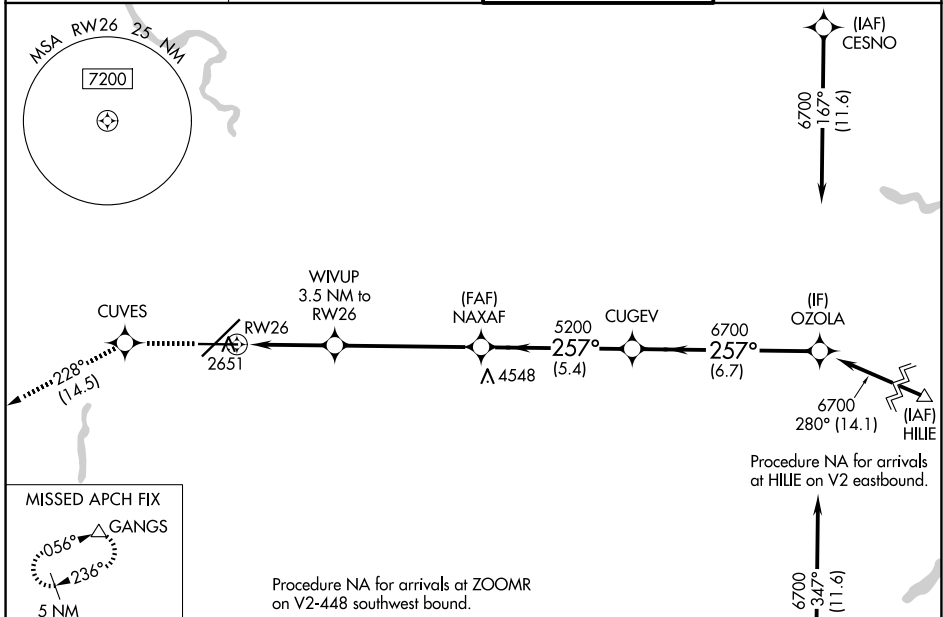 MSA RW26 25 NM
7200
(IAF)
CESNO
6700
167°
(11.6)
WIVUP
3.5 NM to
RW26
CUVES
RW26
2651
(FAF)
NAXAF
4548
5200
257°
(5.4)
CUGEV
6700
257°
(6.7)
(IF)
OZOLA
6700
280° (14.1)
(IAF)
HILIE
228°
(14.5)
Procedure NA for arrivals
at HILIE on V2 eastbound.
MISSED APCH FIX
GANGS
056°
236°
5 NM
Procedure NA for arrivals at ZOOMR
on V2-448 southwest bound.
6700
347°
(11.6)